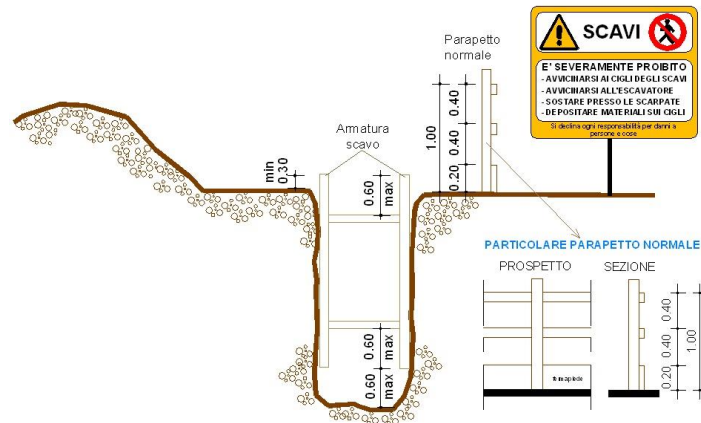 SCAVI
E' SEVERAMENTE PROIBITO
- AVVICINARSI AI CIGLI DEGLI SCAVI
- AVVICINARSI ALL'ESCAVATORE
- SOSTARE PRESSO LE SCARPATE
- DEPOSITARE MATERIALI SUI CIGLI
Si declina ogni responsabilità per danni a
persone e cose
Parapetto
normale
Armatura
scavo
min
0.30
0.60
max
1.00
0.40
0.40
0.20
0.60
max
0.60
max
PARTICOLARE PARAPETTO NORMALE
PROSPETTO
SEZIONE
0.40
0.40
0.20
1.00